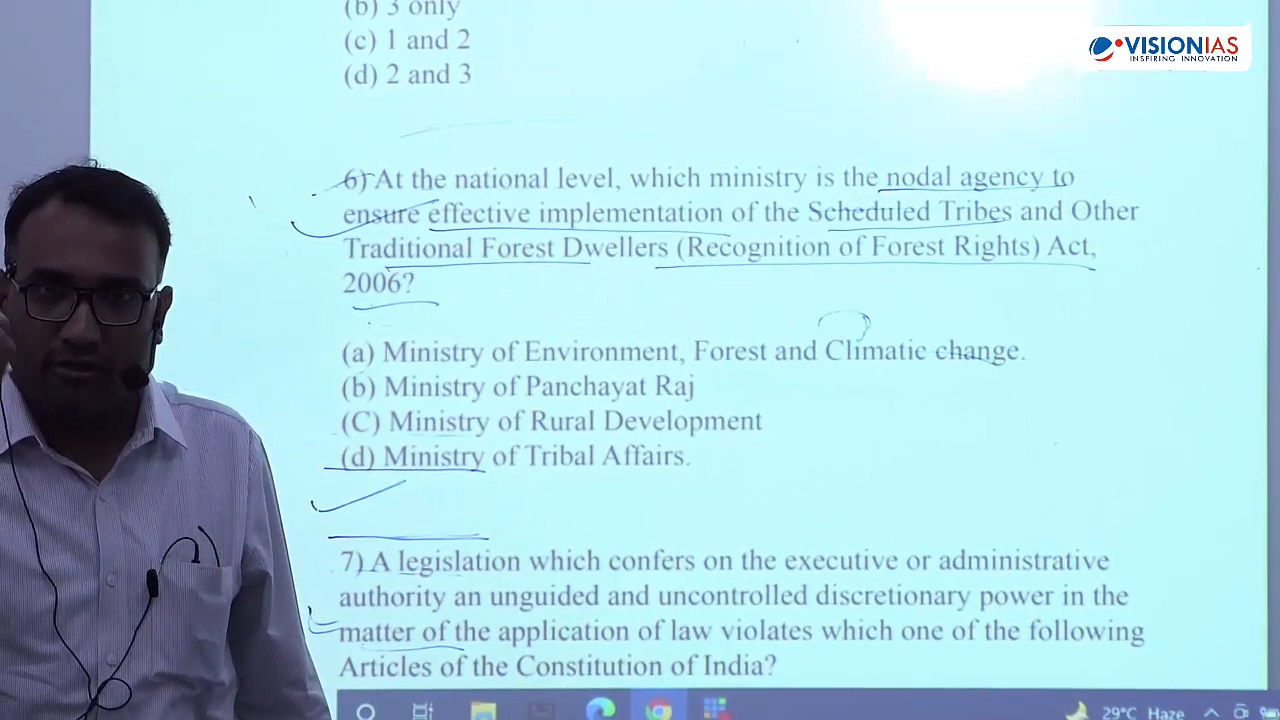 (b) 3 only
(c) 1 and 2
(d) 2 and 3
VISIONIAS
INSPIRING INNOVATION
6) At the national level, which ministry is the nodal agency to
ensure effective implementation of the Scheduled Tribes and Other
Traditional Forest Dwellers (Recognition of Forest Rights) Act,
2006?
(a) Ministry of Environment, Forest and Climatic change.
(b) Ministry of Panchayat Raj
(C) Ministry of Rural Development
(d) Ministry of Tribal Affairs.
7) A legislation which confers on the executive or administrative
authority an unguided and uncontrolled discretionary power in the
matter of the application of law violates which one of the following
Articles of the Constitution of India?
29°C Haze